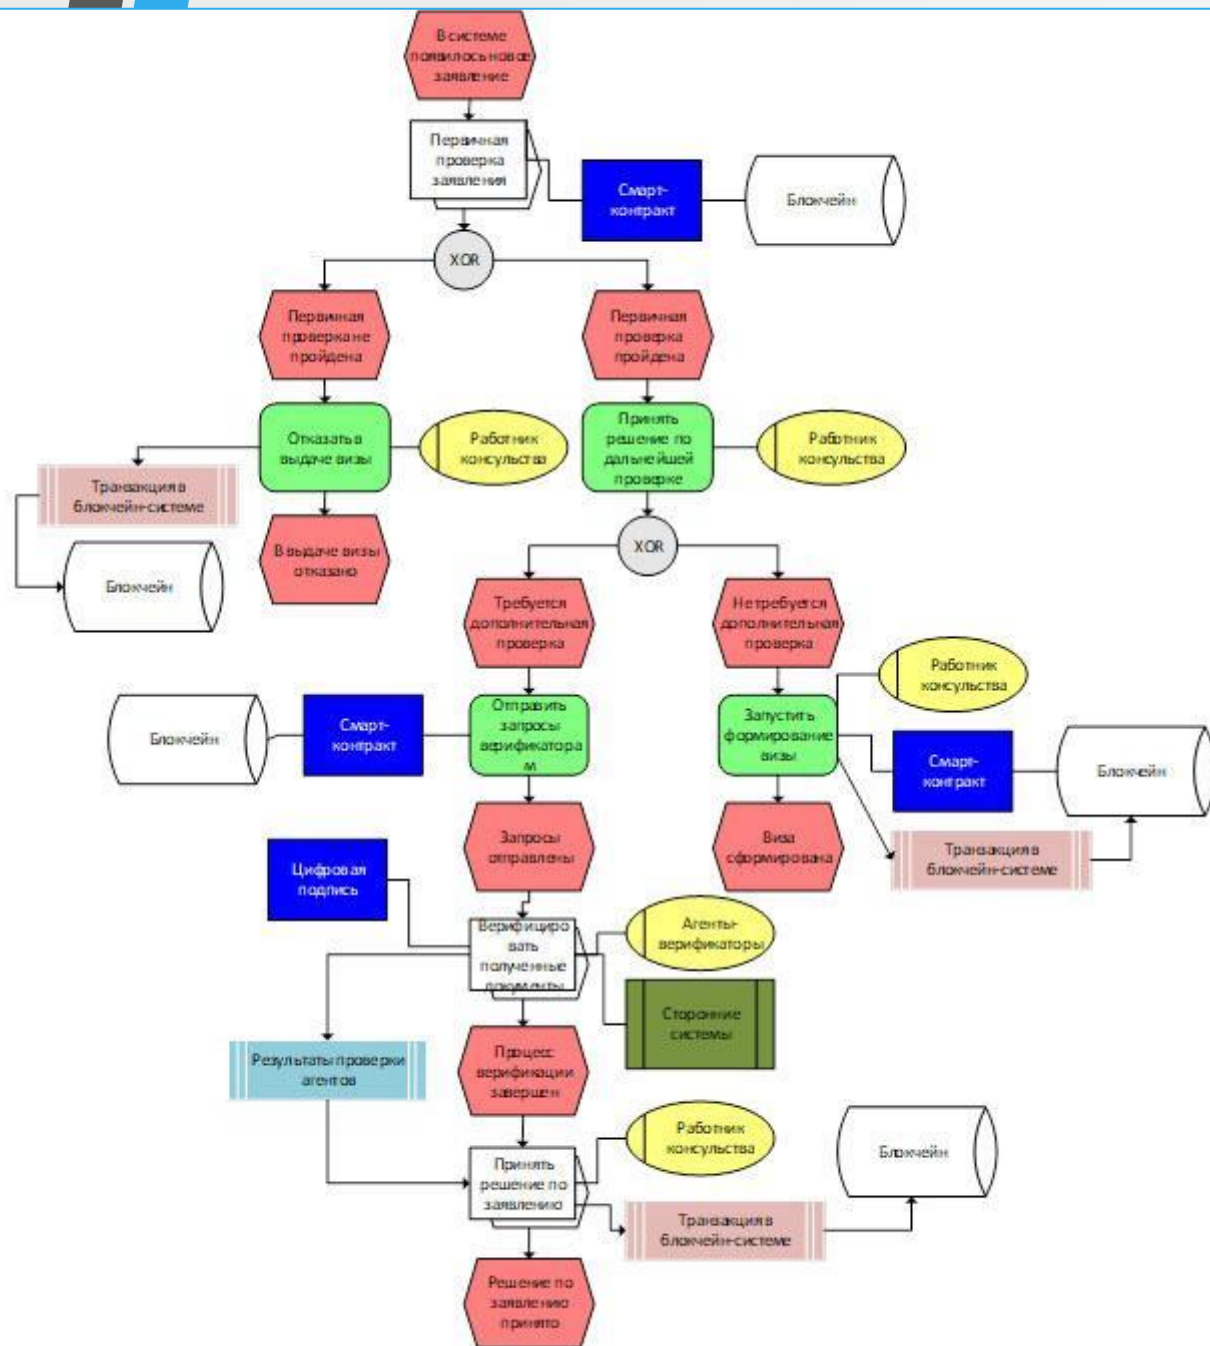 В системе
появилось новое
заявление
Первичная
проверка
заявления
Смарт-
контракт
Блокчейн
XOR
Первичная
проверка не
пройдена
Первичная
проверка
пройдена
Отказать в
выдаче визы
Работник
консульства
Принять
решение по
дальнейшей
проверке
Работник
консульства
Транзакция в
блокчейн-системе
В выдаче визы
отказано
XOR
Блокчейн
Требуется
дополнительная
проверка
Не требуется
дополнительная
проверка
Работник
консульства
Блокчейн
Смарт-
контракт
Отправить
запросы
верификатора
м
Запустить
формирование
визы
Смарт-
контракт
Блокчейн
Запросы
отправлены
Виза
сформирована
Транзакция в
блокчейн-системе
Цифровая
подпись
Верифициро
вать
полученные
документы
Агенты-
верификаторы
Сторонние
системы
Результаты проверки
агентов
Процесс
верификации
завершен
Работник
консульства
Принять
решение по
заявлению
Блокчейн
Транзакция в
блокчейн-системе
Решение по
заявлению
принято